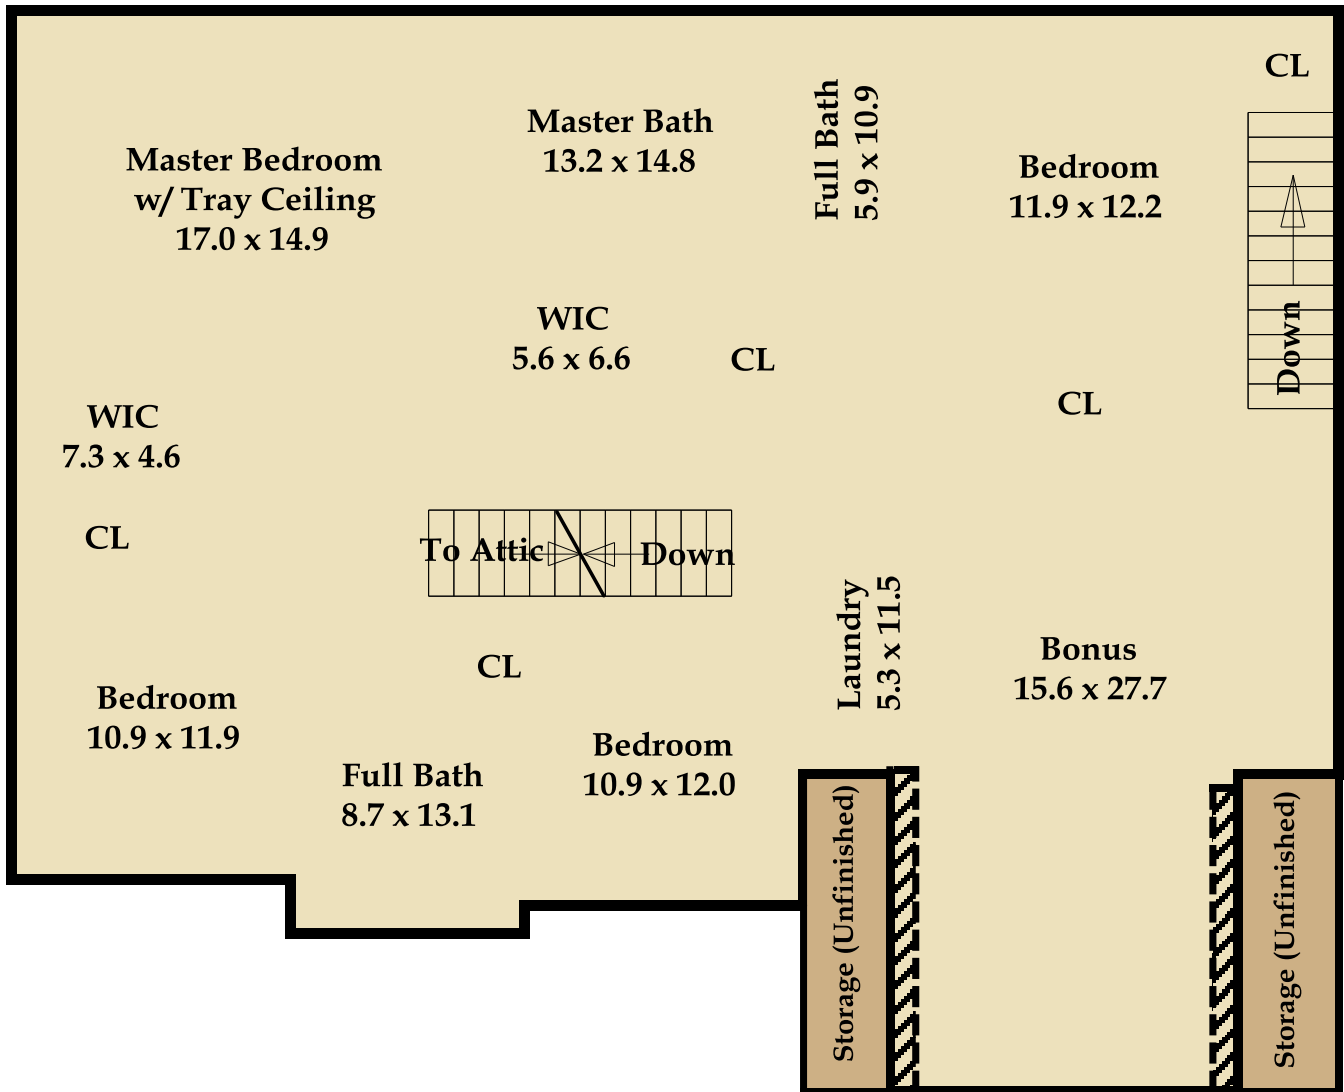 CL
Master Bath
13.2 x 14.8
Full Bath
5.9 x 10.9
Master Bedroom
w/ Tray Ceiling
17.0 x 14.9
Bedroom
11.9 x 12.2
Down
WIC
5.6 x 6.6
CL
CL
WIC
7.3 x 4.6
CL
To Attic
Down
Laundry
5.3 x 11.5
Bonus
15.6 x 27.7
CL
Bedroom
10.9 x 11.9
Full Bath
8.7 x 13.1
Bedroom
10.9 x 12.0
Storage (Unfinished)
Storage (Unfinished)